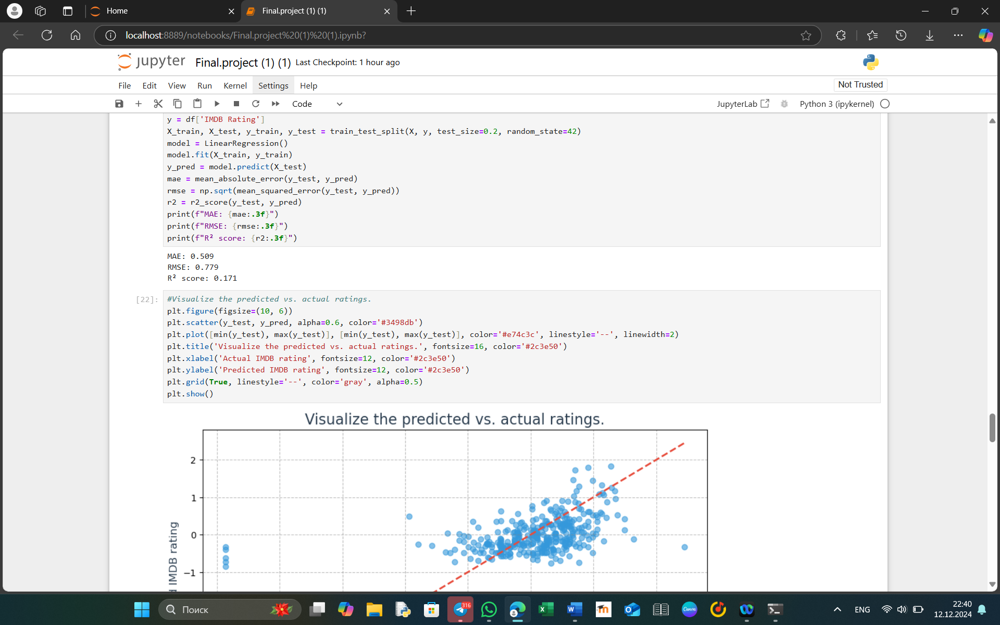 Home
Final.project (1) (1)
localhost:8889/notebooks/Final.project%20(1)%20(1).ipynb?
jupyter Final.project (1) (1) Last Checkpoint: 1 hour ago
File Edit View Run Kernel Settings Help
Not Trusted
Code
JupyterLab
Python 3 (ipykernel)
y = df['IMDB Rating']
X_train, X_test, y_train, y_test = train_test_split(X, y, test_size=0.2, random_state=42)
model = LinearRegression()
model.fit(X_train, y_train)
y_pred = model.predict(X_test)
mae = mean_absolute_error(y_test, y_pred)
rmse = np.sqrt(mean_squared_error(y_test, y_pred))
r2 = r2_score(y_test, y_pred)
print(f"MAE: {mae:.3f}")
print(f"RMSE: {rmse:.3f}")
print(f"R² score: {r2:.3f}")
MAE: 0.509
RMSE: 0.779
R² score: 0.171
[22]:
#Visualize the predicted vs. actual ratings.
plt.figure(figsize=(10, 6))
plt.scatter(y_test, y_pred, alpha=0.6, color='#3498db')
plt.plot([min(y_test), max(y_test)], [min(y_test), max(y_test)], color='#e74c3c', linestyle='--', linewidth=2)
plt.title('Visualize the predicted vs. actual ratings.', fontsize=16, color='#2c3e50')
plt.xlabel('Actual IMDB rating', fontsize=12, color='#2c3e50')
plt.ylabel('Predicted IMDB rating', fontsize=12, color='#2c3e50')
plt.grid(True, linestyle='--', color='gray', alpha=0.5)
plt.show()
Visualize the predicted vs. actual ratings.
2
1
0
−1
IMDB rating
Поиск
316
Canva
ENG
22:40
12.12.2024